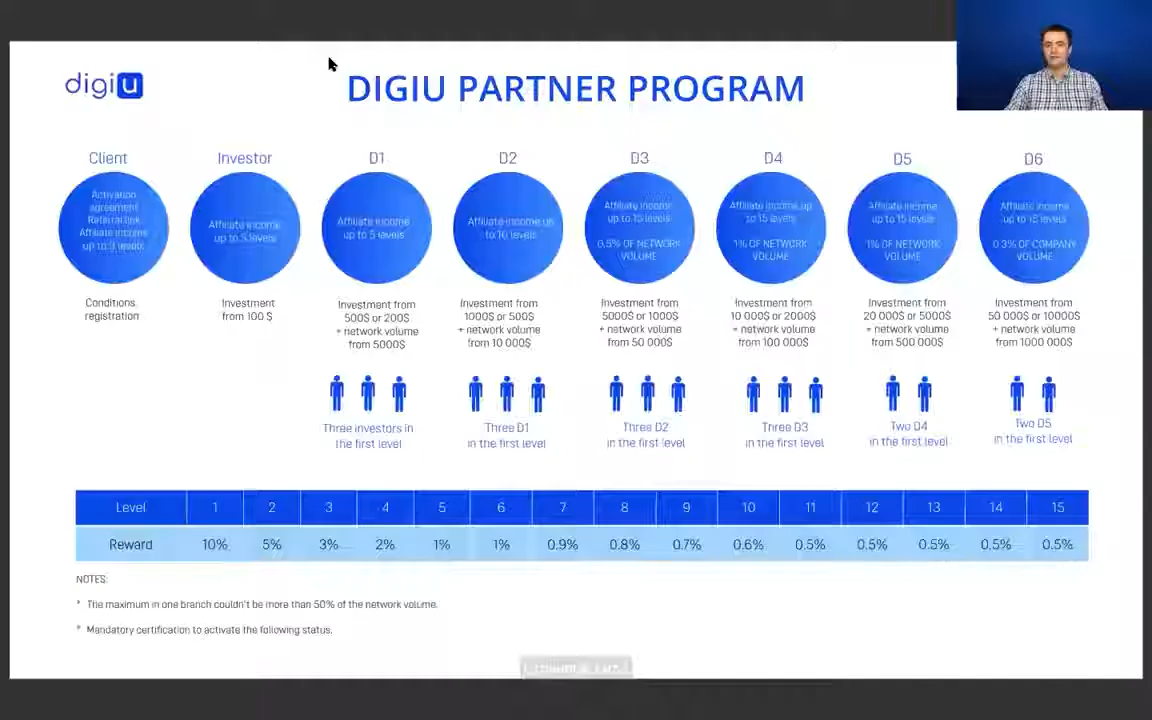 digiu
DIGIU PARTNER PROGRAM
Client
Investor
D1
D2
D3
D4
D5
D6
Activation
agreement
Referral link
Affiliate income
up to 3 levels
Affiliate income
up to 5 levels
Affiliate income
up to 5 levels
Affiliate income up
to 10 levels
Affiliate income
up to 15 levels
0.5% OF NETWORK
VOLUME
Affiliate income up
to 15 levels
1% OF NETWORK
VOLUME
Affiliate income
up to 15 levels
1% OF NETWORK
VOLUME
Affiliate income
up to 15 levels
0.3% OF COMPANY
VOLUME
Conditions
registration
Investment
from 100 $
Investment from
500$ or 200$
+ network volume
from 5000$
Investment from
1000$ or 500$
+ network volume
from 10 000$
Investment from
5000$ or 1000$
+ network volume
from 50 000$
Investment from
10 000$ or 2000$
+ network volume
from 100 000$
Investment from
20 000$ or 5000$
+ network volume
from 500 000$
Investment from
50 000$ or 10000$
+ network volume
from 1000 000$
Three investors in
the first level
Three D1
in the first level
Three D2
in the first level
Three D3
in the first level
Two D4
in the first level
Two D5
in the first level
Level 1 2 3 4 5 6 7 8 9 10 11 12 13 14 15
Reward 10% 5% 3% 2% 1% 1% 0.9% 0.8% 0.7% 0.6% 0.5% 0.5% 0.5% 0.5% 0.5%
NOTES:
* The maximum in one branch couldn't be more than 50% of the network volume.
* Mandatory certification to activate the following status.